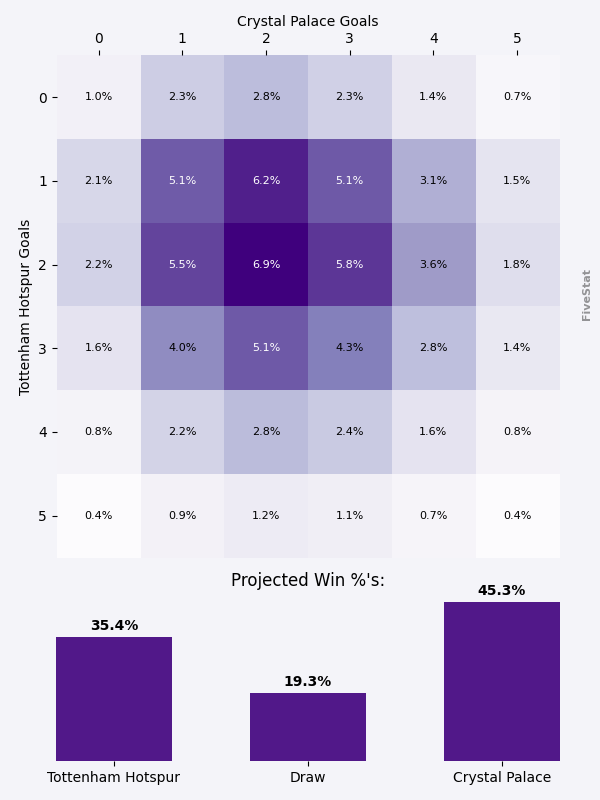 Crystal Palace Goals
0 1 2 3 4 5
Tottenham Hotspur Goals
0 1.0% 2.3% 2.8% 2.3% 1.4% 0.7%
1 2.1% 5.1% 6.2% 5.1% 3.1% 1.5%
2 2.2% 5.5% 6.9% 5.8% 3.6% 1.8%
3 1.6% 4.0% 5.1% 4.3% 2.8% 1.4%
4 0.8% 2.2% 2.8% 2.4% 1.6% 0.8%
5 0.4% 0.9% 1.2% 1.1% 0.7% 0.4%
FiveStat
Projected Win %'s:
35.4% 19.3% 45.3%
Tottenham Hotspur Draw Crystal Palace